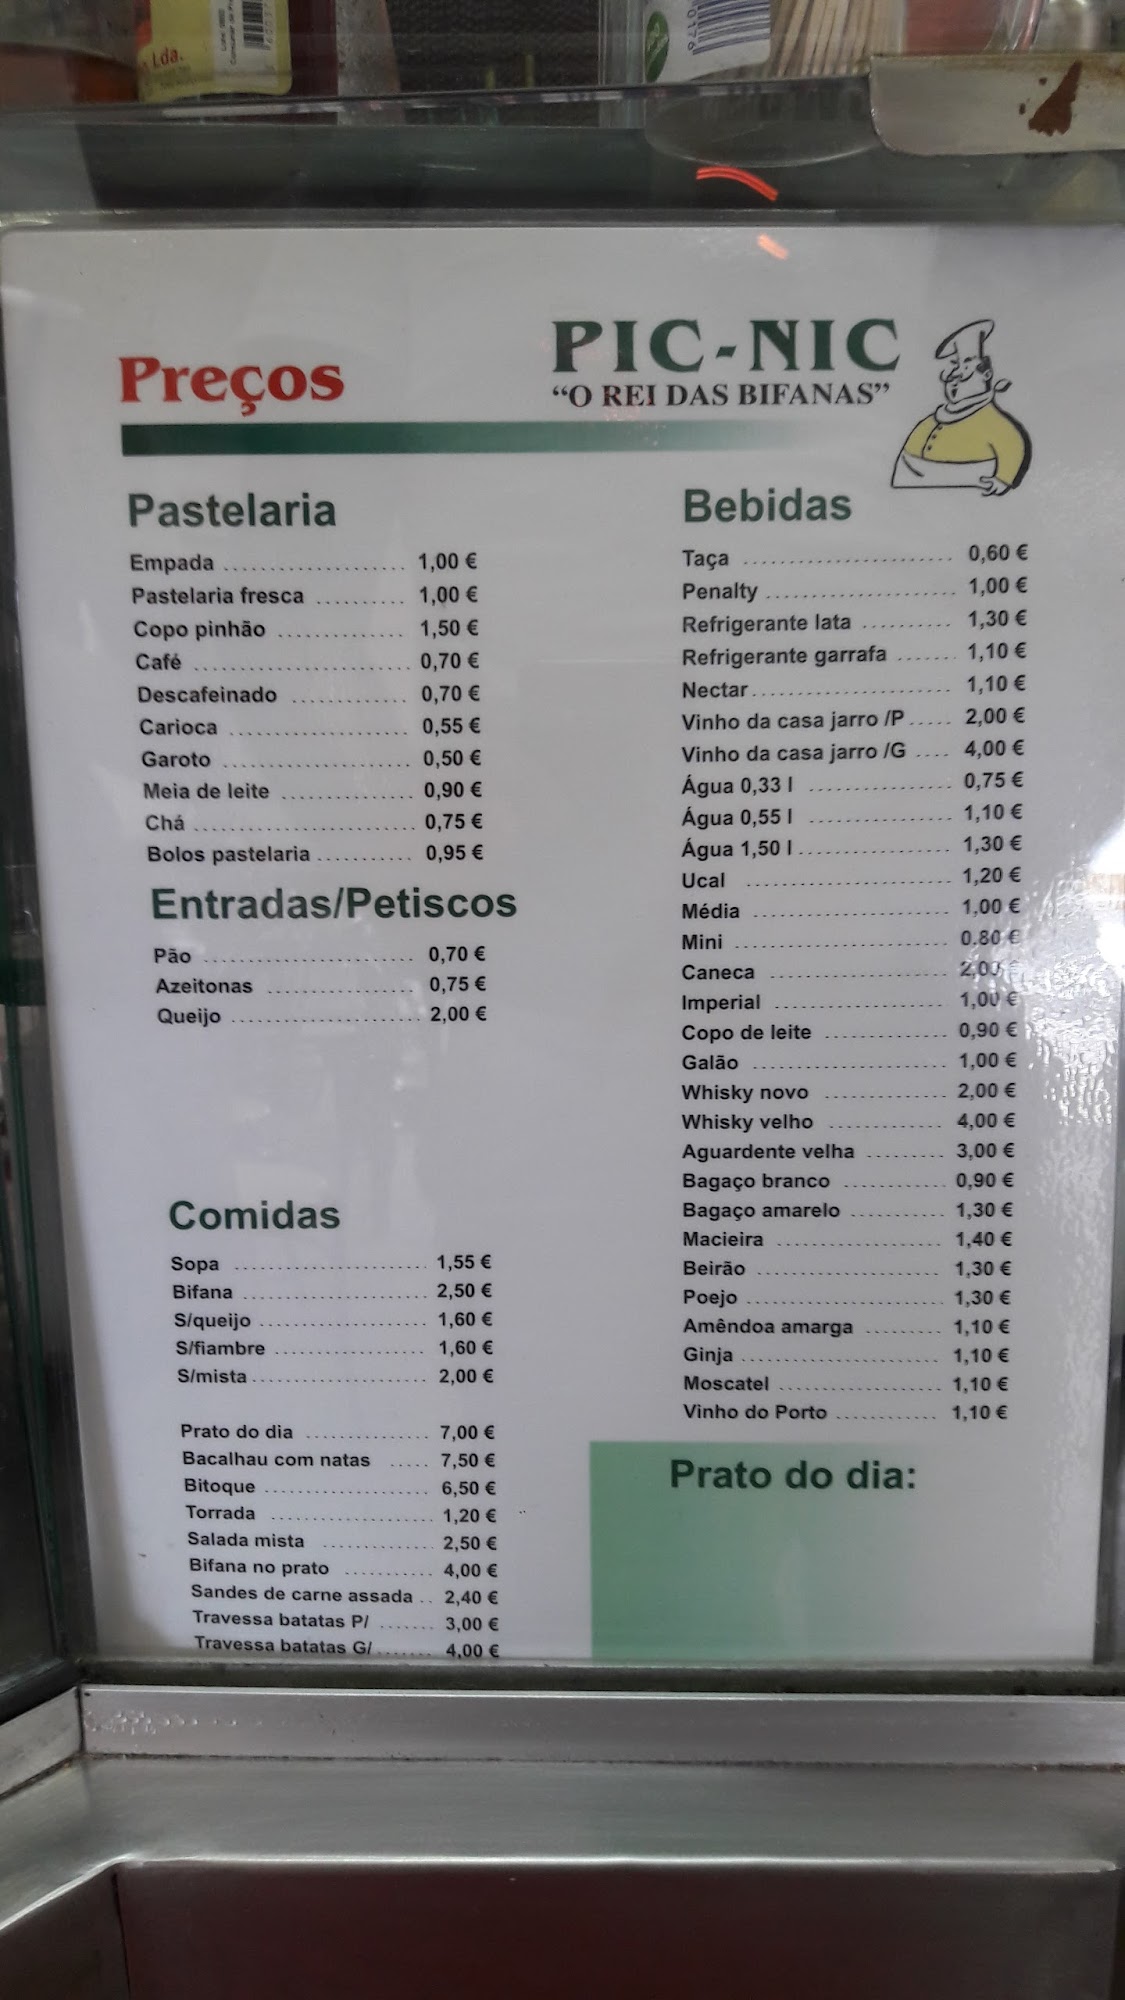 Lda.
92100
Preços
PIC-NIC
“O REI DAS BIFANAS”
Pastelaria
Empada .................... 1,00 €
Pastelaria fresca .......... 1,00 €
Copo pinhão .............. 1,50 €
Café ........................ 0,70 €
Descafeinado ............. 0,70 €
Carioca .................... 0,55 €
Garoto ..................... 0,50 €
Meia de leite ............... 0,90 €
Chá ......................... 0,75 €
Bolos pastelaria ........... 0,95 €
Entradas/Petiscos
Pão ........................ 0,70 €
Azeitonas ................. 0,75 €
Queijo ..................... 2,00 €
Comidas
Sopa ...................... 1,55 €
Bifana ..................... 2,50 €
S/queijo ................... 1,60 €
S/fiambre .................. 1,60 €
S/mista .................... 2,00 €
Prato do dia ............... 7,00 €
Bacalhau com natas ..... 7,50 €
Bitoque .................... 6,50 €
Torrada .................... 1,20 €
Salada mista .............. 2,50 €
Bifana no prato ........... 4,00 €
Sandes de carne assada .. 2,40 €
Travessa batatas P/ ....... 3,00 €
Travessa batatas G/ ....... 4,00 €
Bebidas
Taça ........................ 0,60 €
Penalty ..................... 1,00 €
Refrigerante lata .......... 1,30 €
Refrigerante garrafa ....... 1,10 €
Nectar ...................... 1,10 €
Vinho da casa jarro /P ..... 2,00 €
Vinho da casa jarro /G .... 4,00 €
Água 0,33 l ................. 0,75 €
Água 0,55 l ................. 1,10 €
Água 1,50 l ................. 1,30 €
Ucal ........................ 1,20 €
Média ....................... 1,00 €
Mini ......................... 0.80 €
Caneca ..................... 2,00 €
Imperial .................... 1,00 €
Copo de leite .............. 0,90 €
Galão ....................... 1,00 €
Whisky novo ............... 2,00 €
Whisky velho .............. 4,00 €
Aguardente velha ......... 3,00 €
Bagaço branco ............ 0,90 €
Bagaço amarelo ........... 1,30 €
Macieira .................... 1,40 €
Beirão ...................... 1,30 €
Poejo ....................... 1,30 €
Amêndoa amarga ......... 1,10 €
Ginja ........................ 1,10 €
Moscatel ................... 1,10 €
Vinho do Porto ............ 1,10 €
Prato do dia: